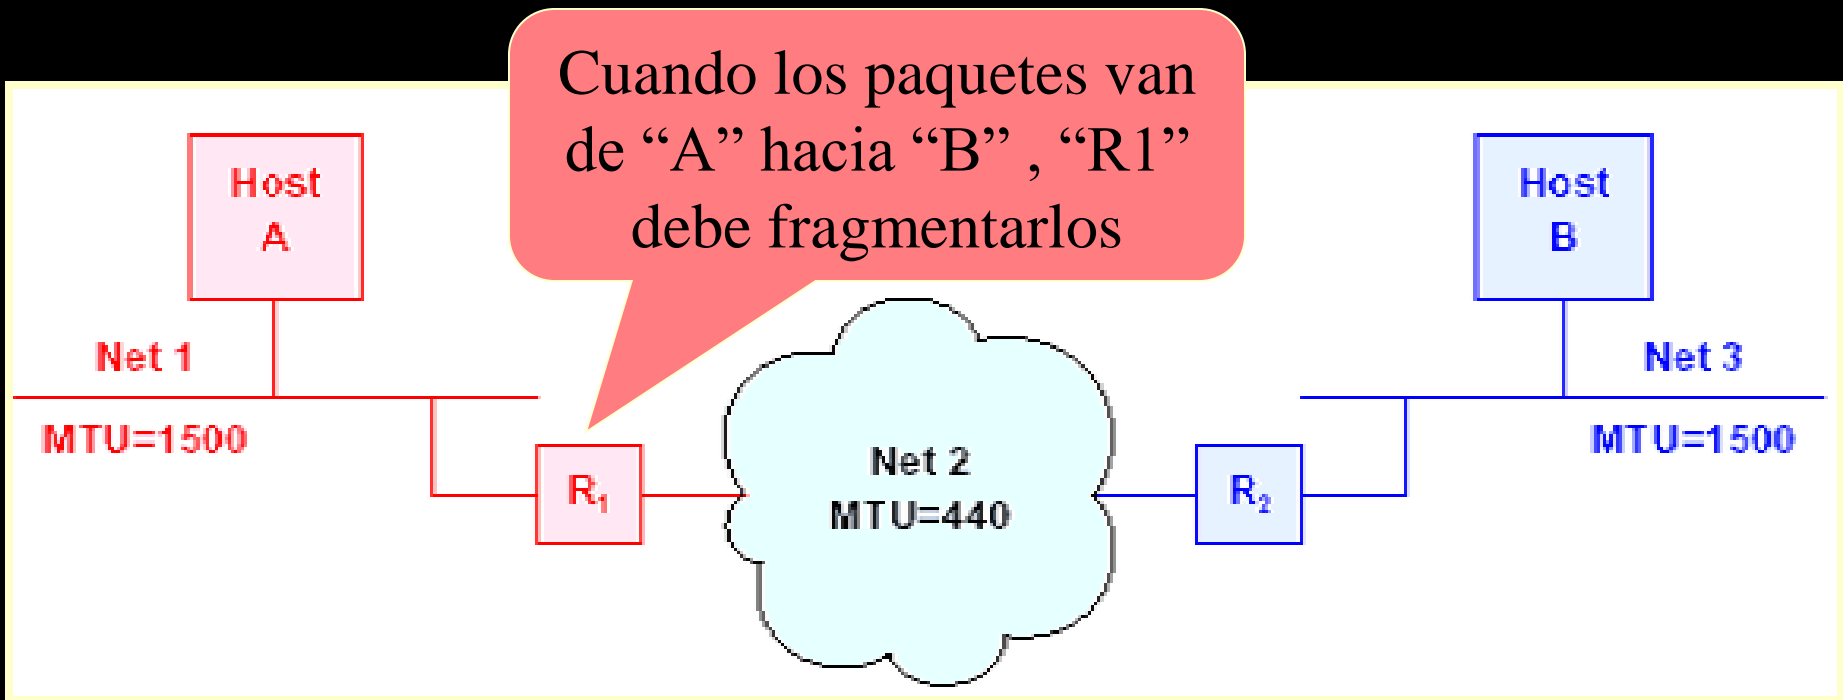 Cuando los paquetes van
de “A” hacia “B” , “R1”
debe fragmentarlos
Host
A
Host
B
Net 1
MTU=1500
Net 3
MTU=1500
R₁
Net 2
MTU=440
R₂